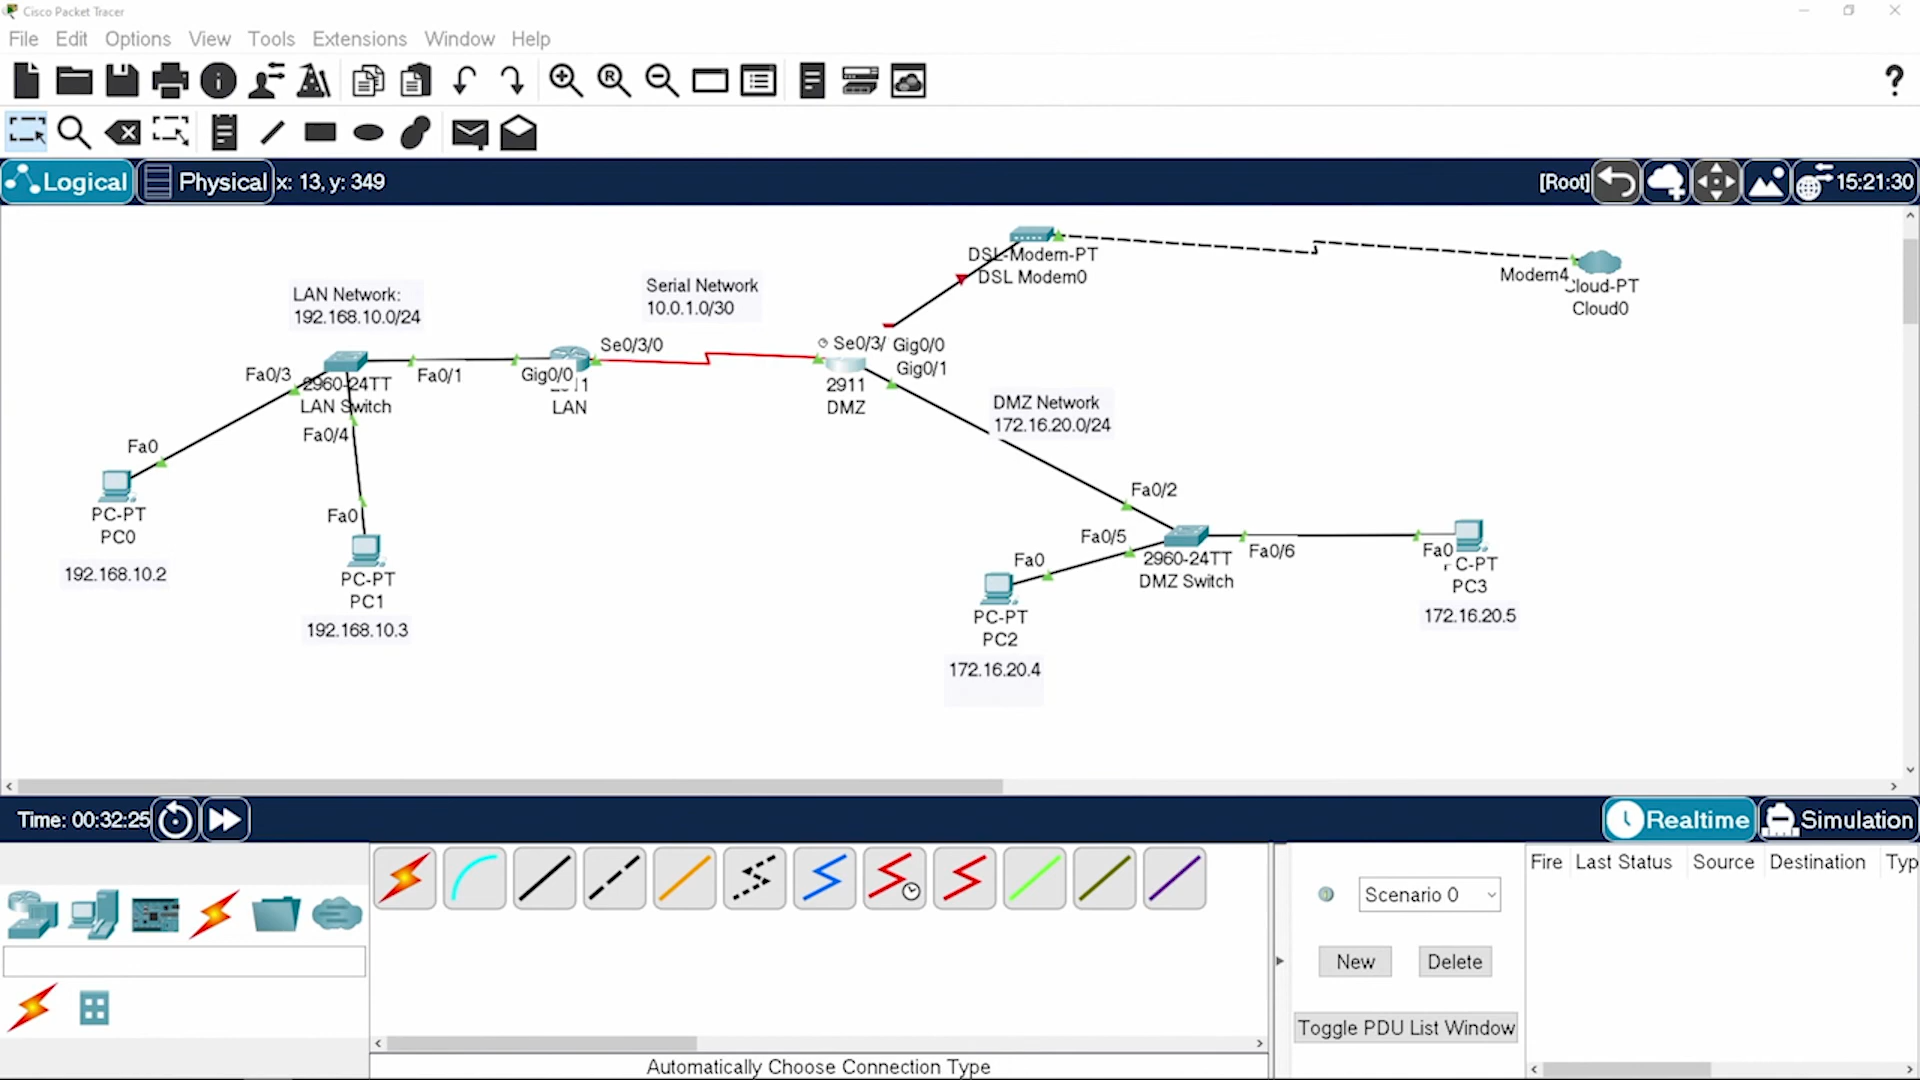 Cisco Packet Tracer
File Edit Options View Tools Extensions Window Help
Logical Physical x: 13, y: 349 [Root] 15:21:30
DSL-Modem-PT
DSL Modem0
Modem4
Cloud-PT
Cloud0
LAN Network:
192.168.10.0/24
Serial Network
10.0.1.0/30
Se0/3/0
Se0/3/
Gig0/0
Gig0/1
Fa0/3
2960-24TT
LAN Switch
Fa0/1
Gig0/0
LAN
2911
DMZ
DMZ Network
172.16.20.0/24
Fa0/4
Fa0
PC-PT
PC0
192.168.10.2
Fa0
PC-PT
PC1
192.168.10.3
Fa0/2
Fa0/5
2960-24TT
DMZ Switch
Fa0/6
Fa0
PC-PT
PC2
172.16.20.4
Fa0
C-PT
PC3
172.16.20.5
Time: 00:32:25 Realtime Simulation
Scenario 0
New Delete
Toggle PDU List Window
Fire Last Status Source Destination Typ
Automatically Choose Connection Type